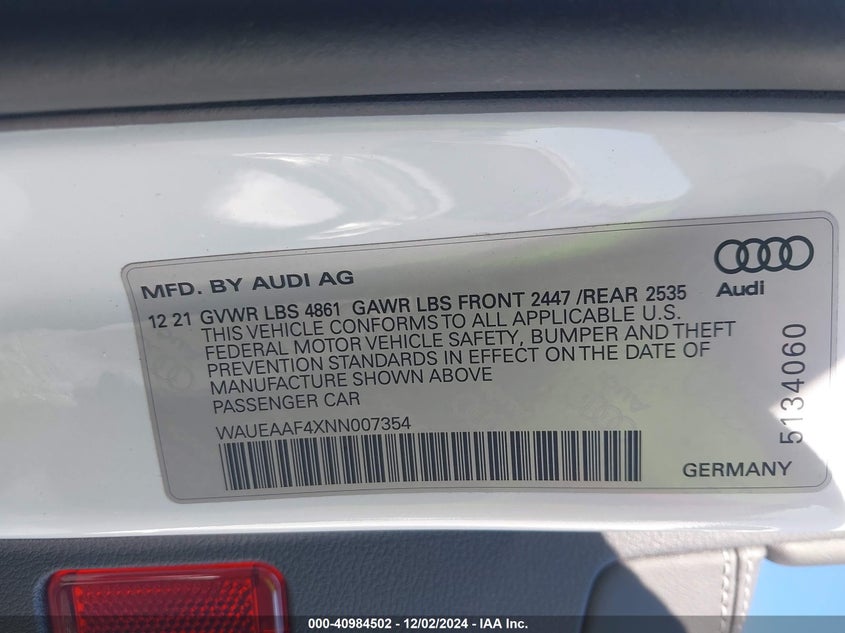 MFD. BY AUDI AG
12 21 GVWR LBS 4861 GAWR LBS FRONT 2447 /REAR 2535
THIS VEHICLE CONFORMS TO ALL APPLICABLE U.S.
FEDERAL MOTOR VEHICLE SAFETY, BUMPER AND THEFT
PREVENTION STANDARDS IN EFFECT ON THE DATE OF
MANUFACTURE SHOWN ABOVE
PASSENGER CAR
WAUEAAF4XNN007354
Audi
5134060
GERMANY
000-40984502 - 12/02/2024 - IAA Inc.